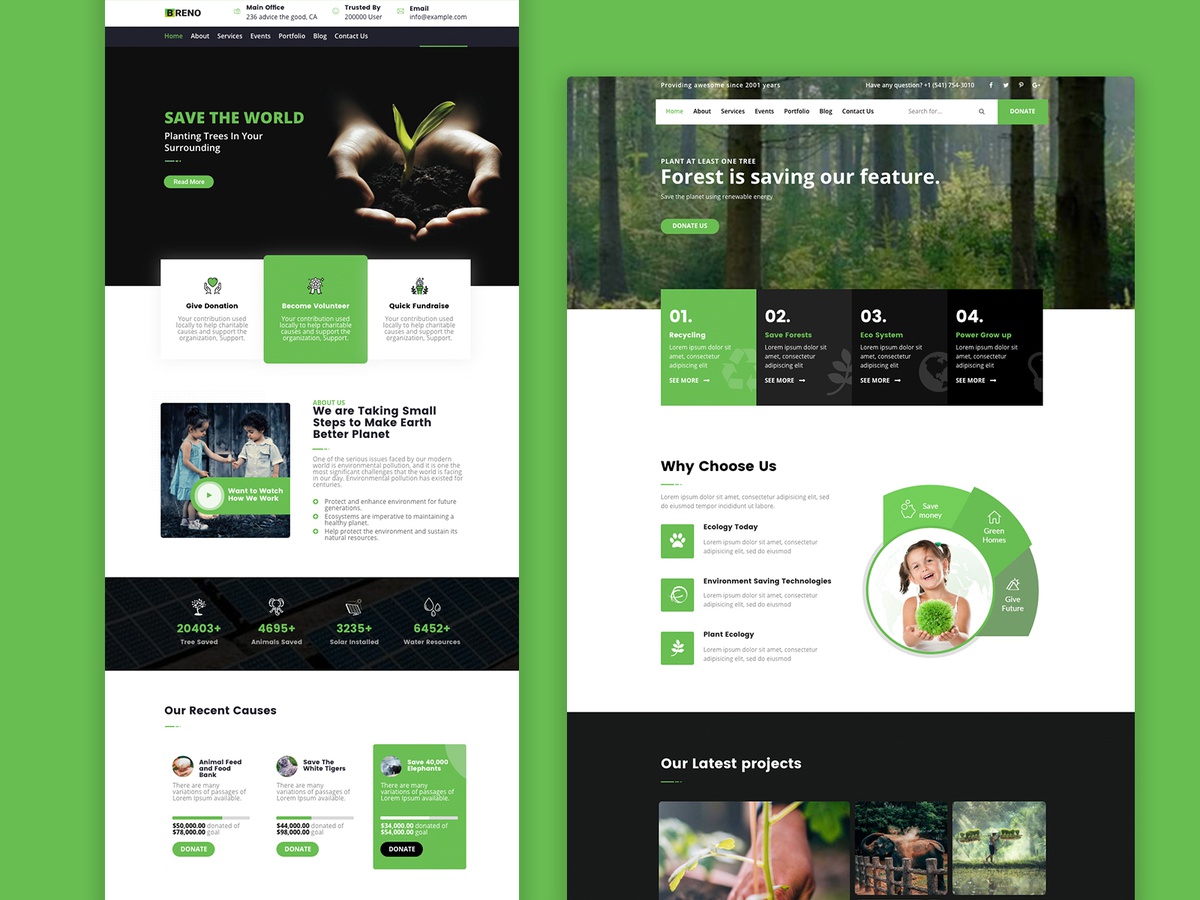 BRENO
Main Office
236 advice the good, CA
Trusted By
200000 User
Email
info@example.com
Home About Services Events Portfolio Blog Contact Us
SAVE THE WORLD
Planting Trees In Your
Surrounding
Read More
Give Donation
Your contribution used
locally to help charitable
causes and support the
organization, Support.
Become Volunteer
Your contribution used
locally to help charitable
causes and support the
organization, Support.
Quick Fundraise
Your contribution used
locally to help charitable
causes and support the
organization, Support.
Want to Watch
How We Work
ABOUT US
We are Taking Small
Steps to Make Earth
Better Planet
One of the serious issues faced by our modern
world is environmental pollution, and it is one the
most significant challenges that the world is facing
in our day. Environmental pollution has existed for
centuries.
Protect and enhance environment for future
generations.
Ecosystems are imperative to maintaining a
healthy planet.
Help protect the environment and sustain its
natural resources.
20403+
Tree Saved
4695+
Animals Saved
3235+
Solar Installed
6452+
Water Resources
Our Recent Causes
Animal Feed
and Food
Bank
There are many
variations of passages of
Lorem Ipsum available.
$50,000.00 donated of
$78,000.00 goal
DONATE
Save The
White Tigers
There are many
variations of passages of
Lorem Ipsum available.
$44,000.00 donated of
$98,000.00 goal
DONATE
Save 40,000
Elephants
There are many
variations of passages of
Lorem Ipsum available.
$34,000.00 donated of
$54,000.00 goal
DONATE
Providing awesome since 2001 years
Have any question? +1 (541) 754-3010
Home About Services Events Portfolio Blog Contact Us
Search for...
DONATE
PLANT AT LEAST ONE TREE
Forest is saving our feature.
Save the planet using renewable energy
DONATE US
01.
Recycling
Lorem ipsum dolor sit
amet, consectetur
adipiscing elit
SEE MORE
02.
Save Forests
Lorem ipsum dolor sit
amet, consectetur
adipiscing elit
SEE MORE
03.
Eco System
Lorem ipsum dolor sit
amet, consectetur
adipiscing elit
SEE MORE
04.
Power Grow up
Lorem ipsum dolor sit
amet, consectetur
adipiscing elit
SEE MORE
Why Choose Us
Lorem ipsum dolor sit amet, consectetur adipisicing elit, sed
do eiusmod tempor incididunt ut labore.
Ecology Today
Lorem ipsum dolor sit amet, consectetur
adipisicing elit, sed do eiusmod
Environment Saving Technologies
Lorem ipsum dolor sit amet, consectetur
adipisicing elit, sed do eiusmod
Plant Ecology
Lorem ipsum dolor sit amet, consectetur
adipisicing elit, sed do eiusmod
Save
money
Green
Homes
Give
Future
Our Latest projects